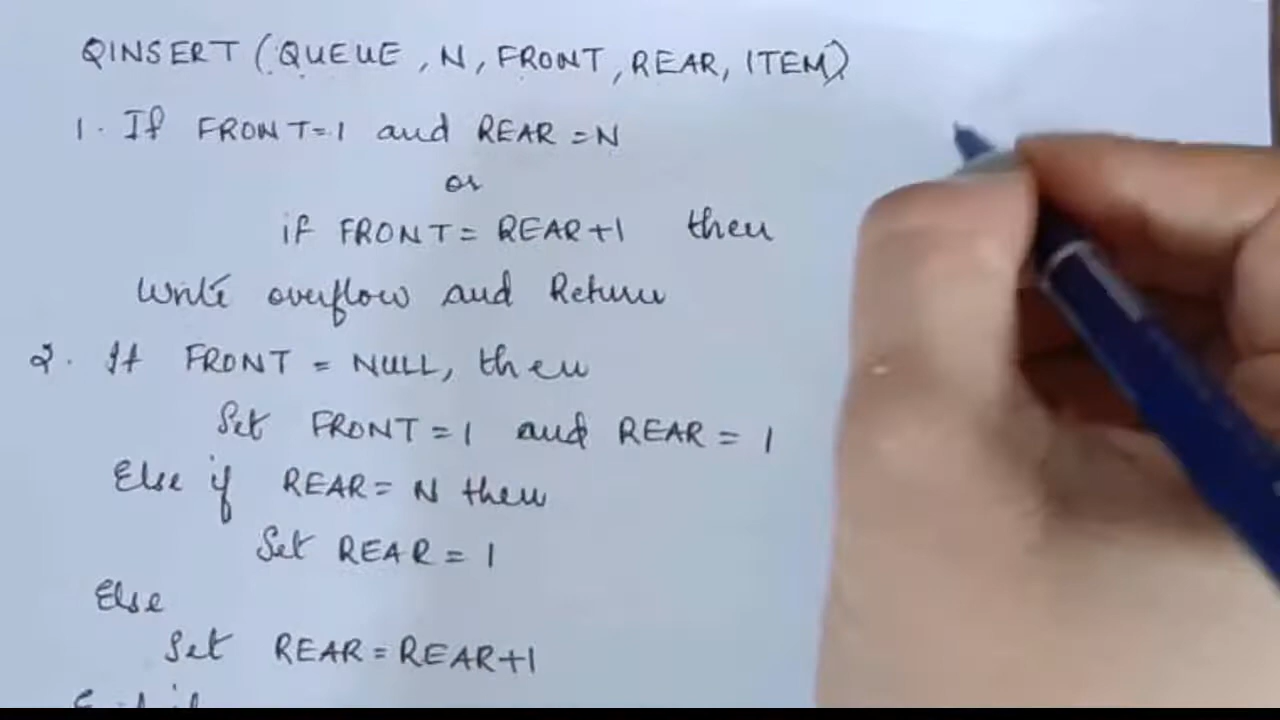 QINSERT (QUEUE, N, FRONT, REAR, ITEM)
1. If FRONT=1 and REAR=N
or
if FRONT= REAR+1 then
Write overflow and Return
2. If FRONT = NULL, then
Set FRONT=1 and REAR = 1
Else if REAR= N then
Set REAR = 1
Else
Set REAR=REAR+1